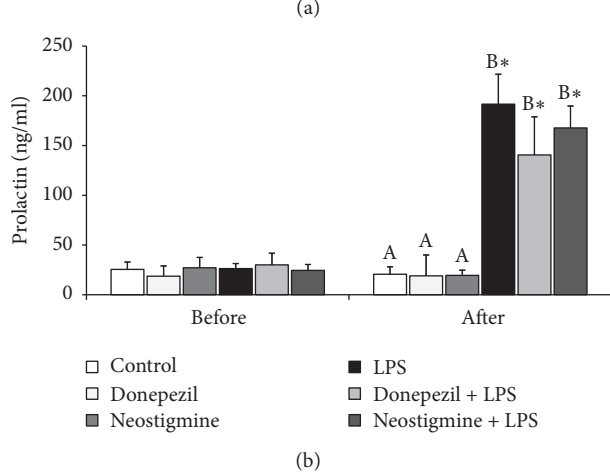 (a)
250
200
150
100
50
0
Prolactin (ng/ml)
A
A
A
B∗
B∗
B∗
Before
After
Control
Donepezil
Neostigmine
LPS
Donepezil + LPS
Neostigmine + LPS
(b)